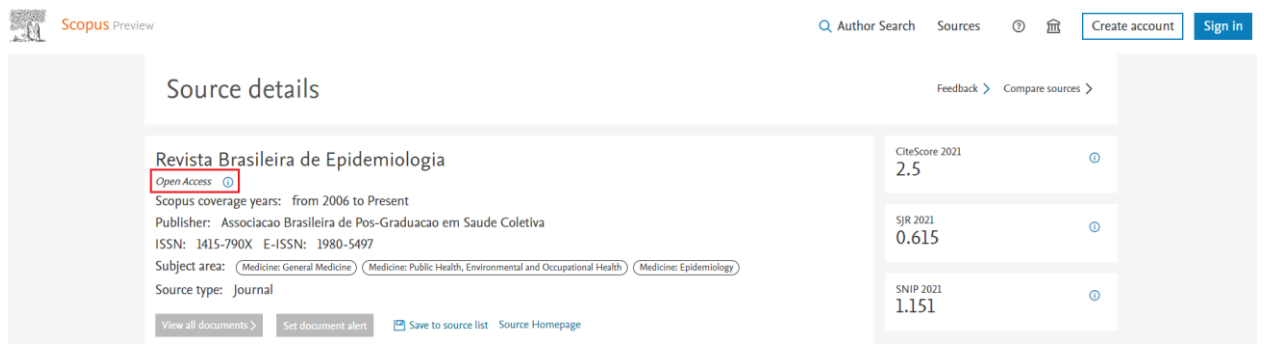 Scopus Preview
Author Search Sources Create account Sign in
Source details
Feedback Compare sources
Revista Brasileira de Epidemiologia
Open Access
Scopus coverage years: from 2006 to Present
Publisher: Associacao Brasileira de Pos-Graduacao em Saude Coletiva
ISSN: 1415-790X E-ISSN: 1980-5497
Subject area: Medicine: General Medicine Medicine: Public Health, Environmental and Occupational Health Medicine: Epidemiology
Source type: Journal
View all documents Set document alert Save to source list Source Homepage
CiteScore 2021
2.5
SJR 2021
0.615
SNIP 2021
1.151